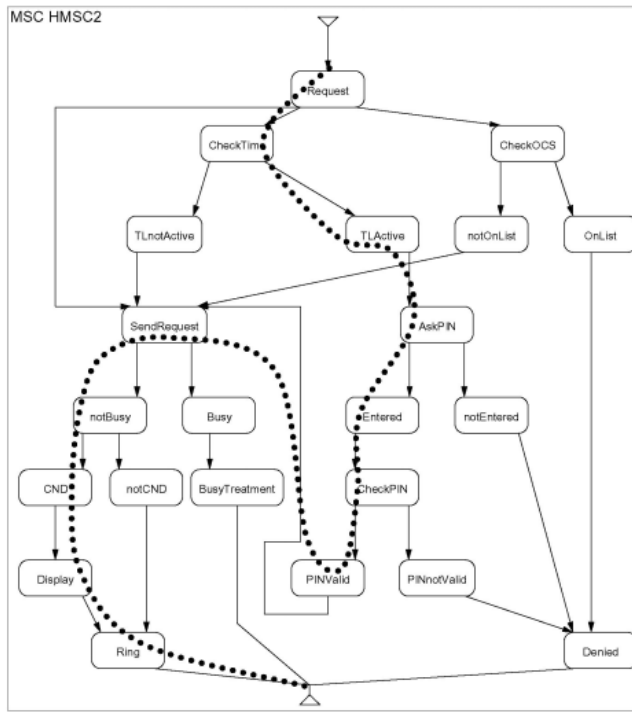 MSC HMSC2
Request
CheckTime
CheckOCS
TLnotActive
TLActive
notOnList
OnList
SendRequest
AskPIN
notBusy
Busy
Entered
notEntered
CND
notCND
BusyTreatment
CheckPIN
Display
PINValid
PINnotValid
Ring
Denied